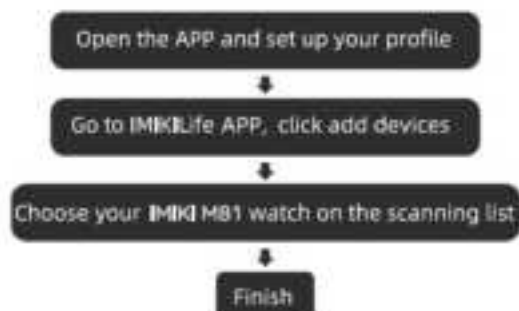 Open the APP and set up your profile
Go to IMIKILife APP, click add devices
Choose your IMIKI MB1 watch on the scanning list
Finish